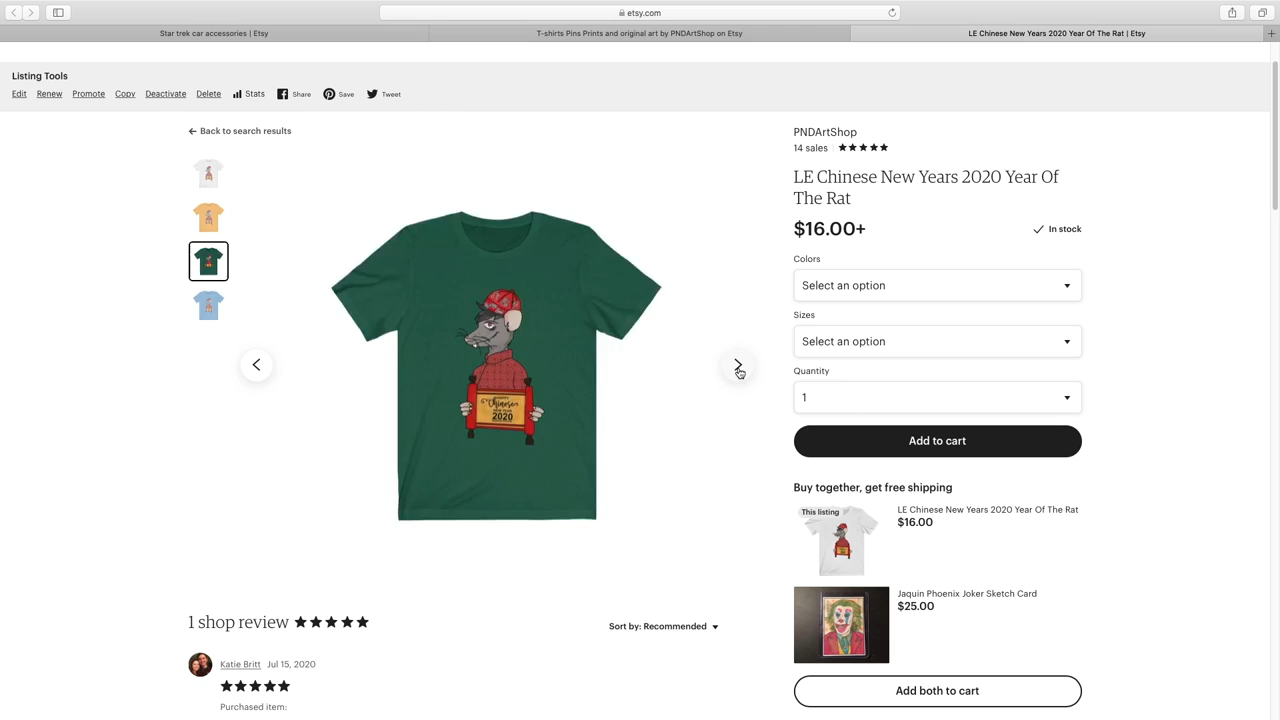 etsy.com
Star trek car accessories | Etsy
T-shirts Pins Prints and original art by PNDArtShop on Etsy
LE Chinese New Years 2020 Year Of The Rat | Etsy
Listing Tools
Edit Renew Promote Copy Deactivate Delete Stats Share Save Tweet
Back to search results
PNDArtShop
14 sales
LE Chinese New Years 2020 Year Of
The Rat
$16.00+
In stock
Colors
Select an option
Sizes
Select an option
Quantity
1
Add to cart
HAPPY
Chinese
NEW YEAR
2020
Buy together, get free shipping
This listing
LE Chinese New Years 2020 Year Of The Rat
$16.00
Jaquin Phoenix Joker Sketch Card
$25.00
Add both to cart
1 shop review
Sort by: Recommended
Katie Britt Jul 15, 2020
Purchased item: